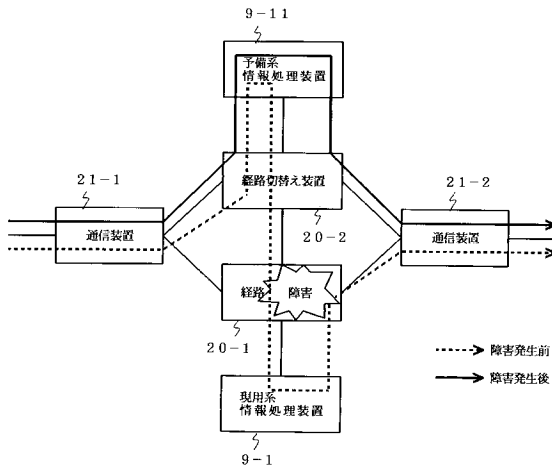 9-11
予備系
情報処理装置
21-1
21-2
経路切替え装置
通信装置
20-2
通信装置
経路
障害
20-1
障害発生前
障害発生後
現用系
情報処理装置
9-1